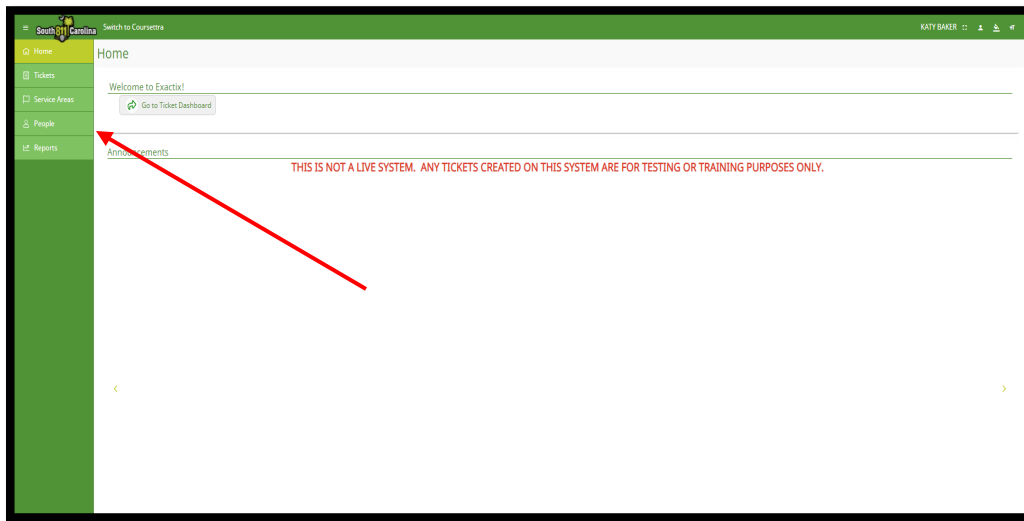 South 811 Carolina
Switch to Coursettra
KATY BAKER
Home
Tickets
Service Areas
People
Reports
Home
Welcome to Exactix!
Go to Ticket Dashboard
Announcements
THIS IS NOT A LIVE SYSTEM. ANY TICKETS CREATED ON THIS SYSTEM ARE FOR TESTING OR TRAINING PURPOSES ONLY.